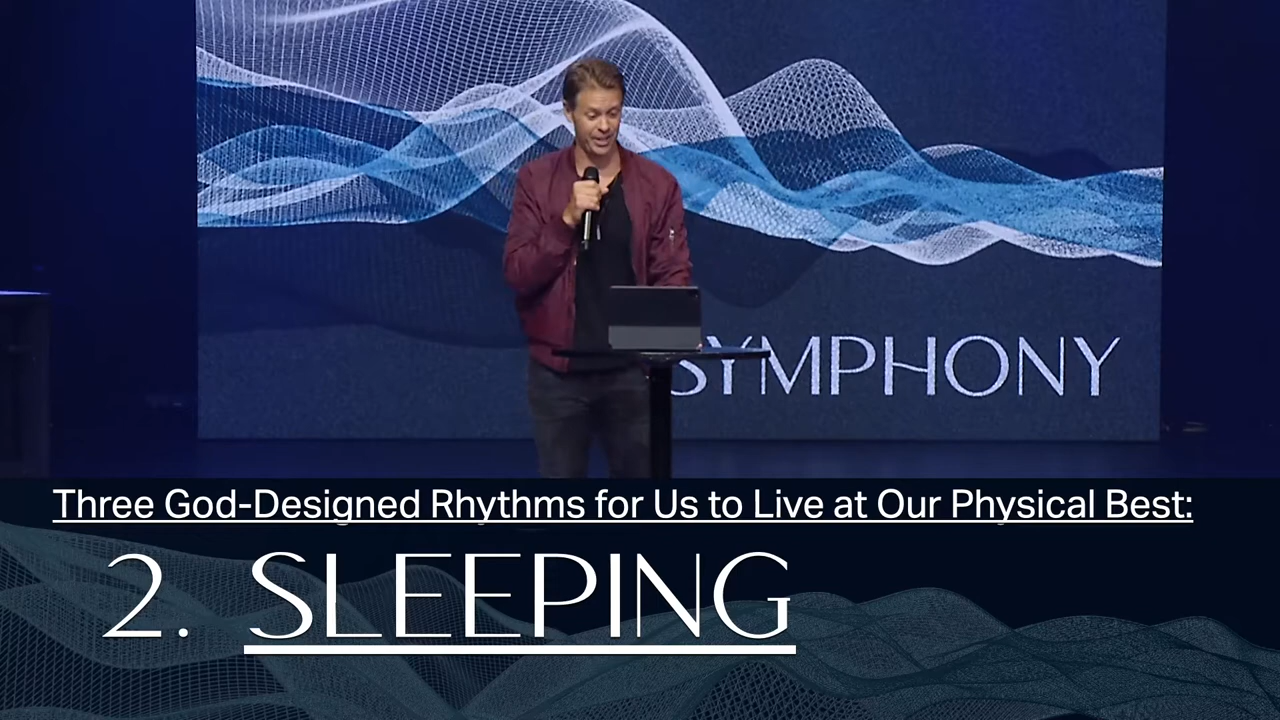 SYMPHONY
Three God-Designed Rhythms for Us to Live at Our Physical Best:
2. SLEEPING